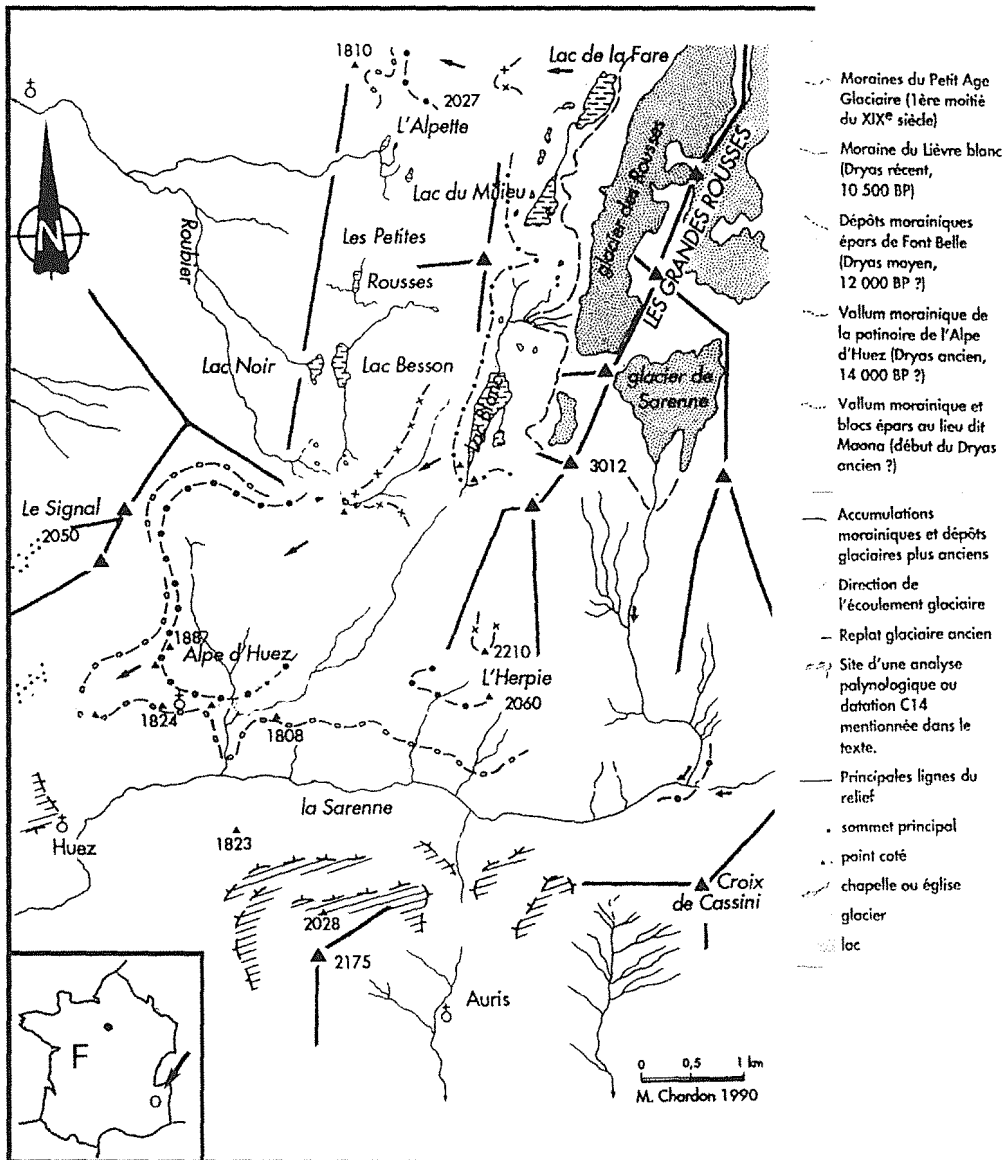 1810
Lac de la Fare
2027
L'Alpette
Lac du Milieu
glacier des Rousses
LES GRANDES ROUSSES
N
Roubier
Les Petites
Rousses
Lac Noir
Lac Besson
Lac Blanc
glacier de
Sarenne
3012
Le Signal
2050
1887
Alpe d'Huez
2210
L'Herpie
2060
1824
1808
la Sarenne
Huez
1823
Croix
de Cassini
2028
2175
Auris
F
0 0,5 1 km
M. Chardon 1990
Moraines du Petit Age
Glaciaire (1ère moitié
du XIXe siècle)
Moraine du Lièvre blanc
(Dryas récent,
10 500 BP)
Dépôts morainiques
épars de Font Belle
(Dryas moyen,
12 000 BP ?)
Vallum morainique de
la patinoire de l'Alpe
d'Huez (Dryas ancien,
14 000 BP ?)
Vallum morainique et
blocs épars au lieu dit
Maona (début du Dryas
ancien ?)
Accumulations
morainiques et dépôts
glaciaires plus anciens
Direction de
l'écoulement glaciaire
Replat glaciaire ancien
Site d'une analyse
palynologique ou
datation C14
mentionnée dans le
texte.
Principales lignes du
relief
sommet principal
point coté
chapelle ou église
glacier
lac